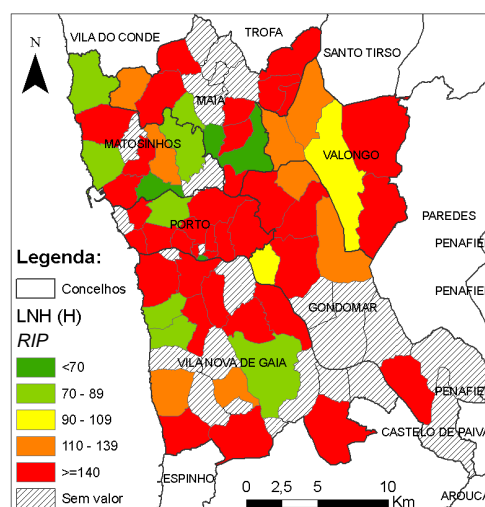 VILA DO CONDE
TROFA
SANTO TIRSO
N
MAIA
MATOSINHOS
VALONGO
PORTO
PAREDES
PENAFIE
Legenda:
Concelhos
PENAFIE
GONDOMAR
LNH (H)
RIP
<70
VILA NOVA DE GAIA
70 - 89
PENAFIE
90 - 109
110 - 139
CASTELO DE PAIVA
>=140
ESPINHO
Sem valor
0 2,5 5 10
Km
AROUCA